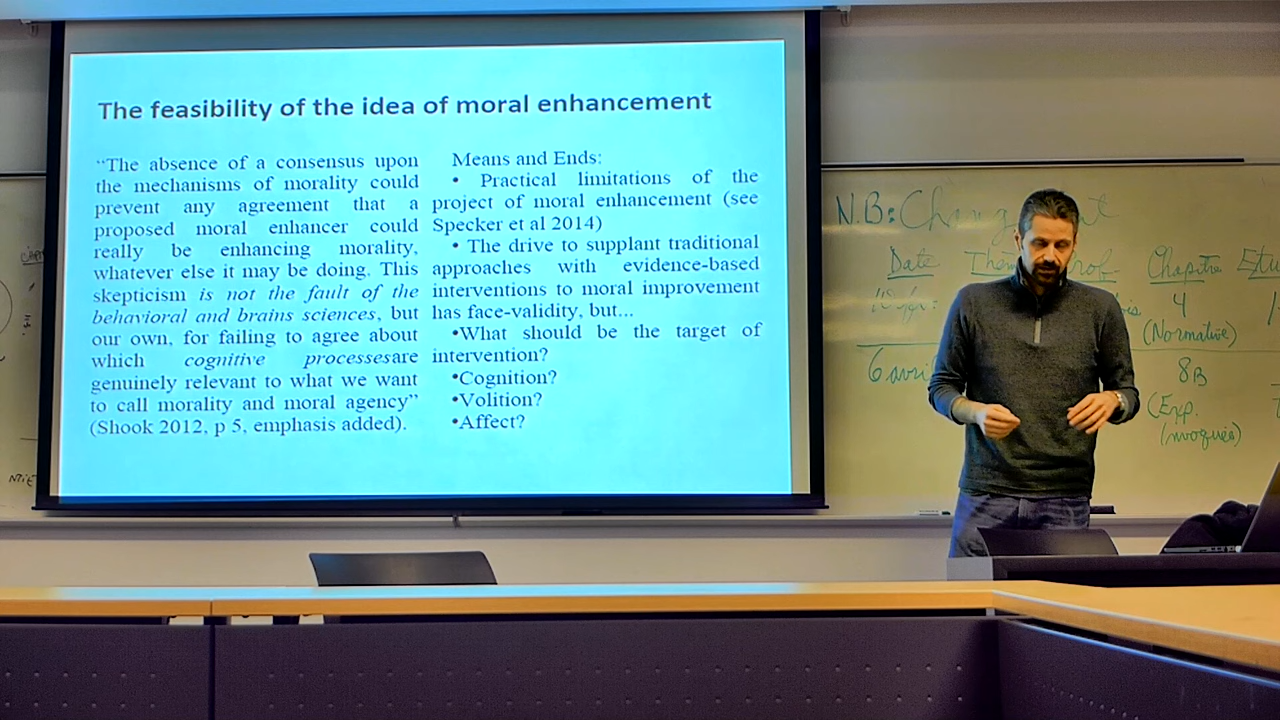 The feasibility of the idea of moral enhancement
“The absence of a consensus upon
the mechanisms of morality could
prevent any agreement that a
proposed moral enhancer could
really be enhancing morality,
whatever else it may be doing. This
skepticism is not the fault of the
behavioral and brains sciences, but
our own, for failing to agree about
which cognitive processesare
genuinely relevant to what we want
to call morality and moral agency”
(Shook 2012, p 5, emphasis added).
Means and Ends:
• Practical limitations of the
project of moral enhancement (see
Specker et al 2014)
• The drive to supplant traditional
approaches with evidence-based
interventions to moral improvement
has face-validity, but...
•What should be the target of
intervention?
•Cognition?
•Volition?
•Affect?
N.B:
Date Prof Chapitre
4
(Normative)
6 avri
8B
(Exp.